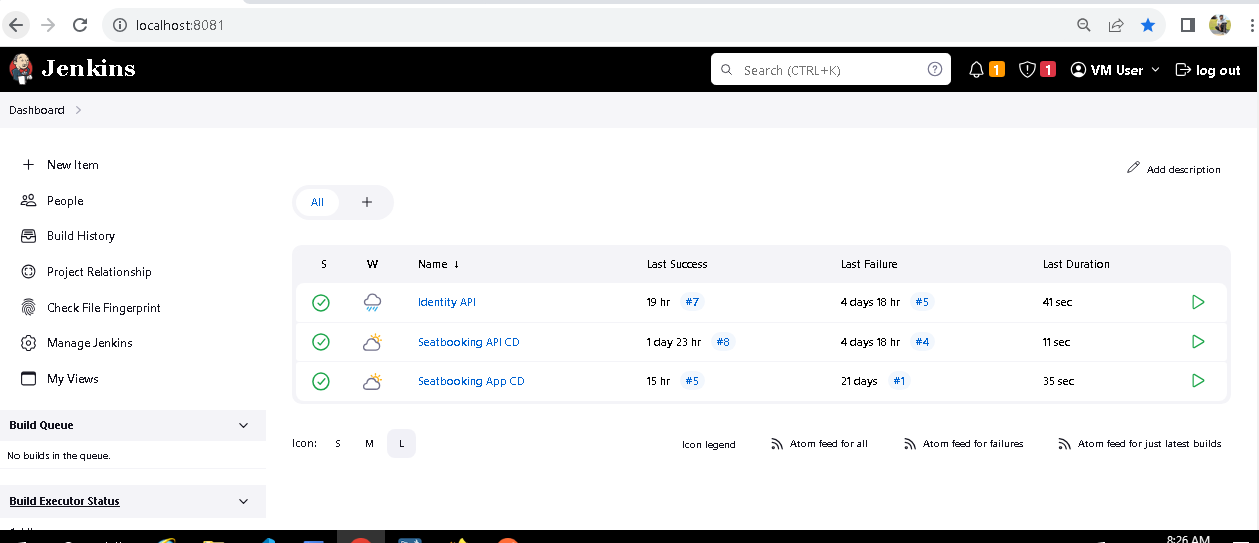 localhost:8081
Jenkins
Search (CTRL+K)
1
1
VM User
log out
Dashboard
New Item
People
Build History
Project Relationship
Check File Fingerprint
Manage Jenkins
My Views
Build Queue
No builds in the queue.
Build Executor Status
Add description
All +
S W Name ↓ Last Success Last Failure Last Duration
Identity API 19 hr #7 4 days 18 hr #5 41 sec
Seatbooking API CD 1 day 23 hr #8 4 days 18 hr #4 11 sec
Seatbooking App CD 15 hr #5 21 days #1 35 sec
Icon: S M L Icon legend Atom feed for all Atom feed for failures Atom feed for just latest builds
8:26 AM